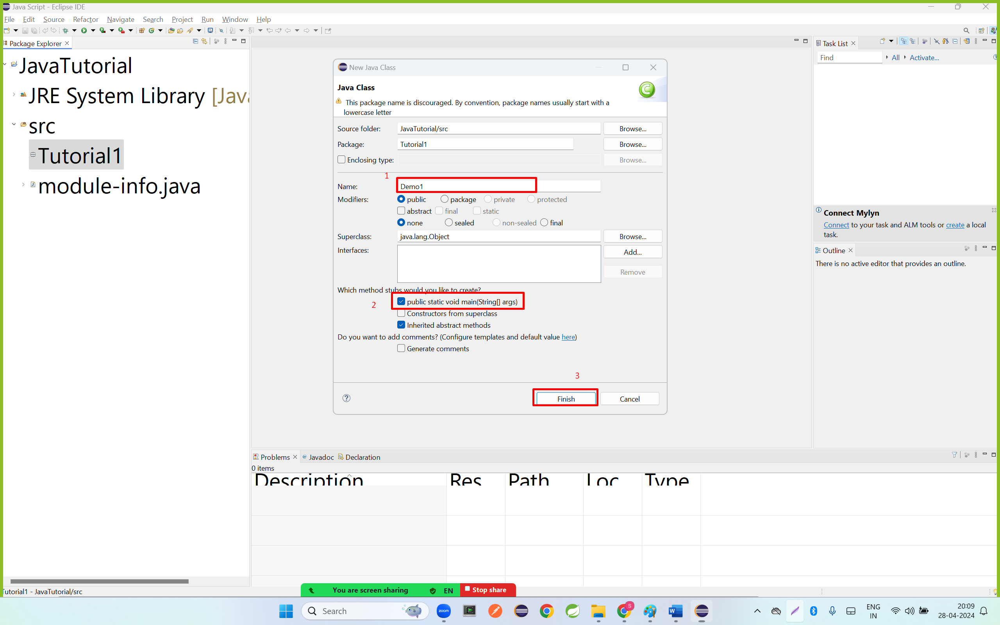 Java Script - Eclipse IDE
File Edit Source Refactor Navigate Search Project Run Window Help
Package Explorer
JavaTutorial
JRE System Library [Java
src
Tutorial1
module-info.java
New Java Class
Java Class
This package name is discouraged. By convention, package names usually start with a
lowercase letter
Source folder: JavaTutorial/src Browse...
Package: Tutorial1 Browse...
Enclosing type: Browse...
1
Name: Demo1
Modifiers: public package private protected
abstract final static
none sealed non-sealed final
Superclass: java.lang.Object Browse...
Interfaces: Add...
Remove
Which method stubs would you like to create?
2 public static void main(String[] args)
Constructors from superclass
Inherited abstract methods
Do you want to add comments? (Configure templates and default value here)
Generate comments
3
Finish Cancel
Task List
Find All Activate...
Connect Mylyn
Connect to your task and ALM tools or create a local
task.
Outline
There is no active editor that provides an outline.
Problems @ Javadoc Declaration
0 items
Description Res Path Loc Type
Tutorial1 - JavaTutorial/src
You are screen sharing EN Stop share
Search
zoom
S
ENG
IN
20:09
28-04-2024